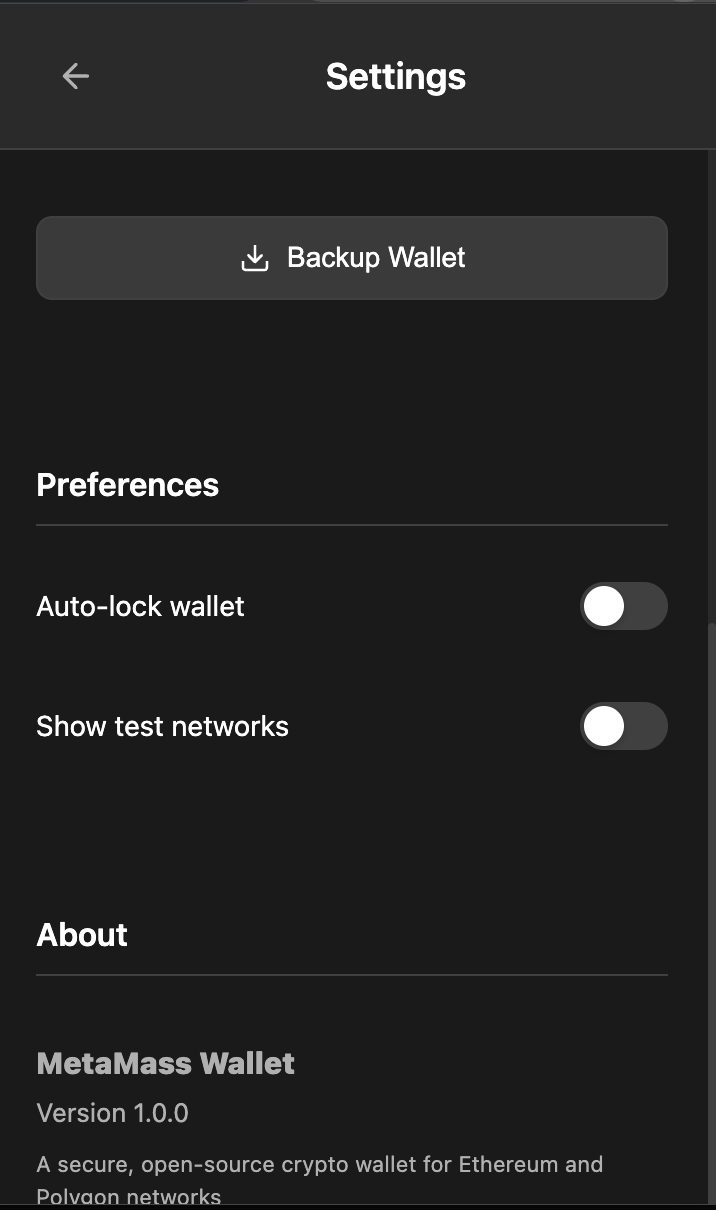 Settings
Backup Wallet
Preferences
Auto-lock wallet
Show test networks
About
MetaMass Wallet
Version 1.0.0
A secure, open-source crypto wallet for Ethereum and
Polygon networks